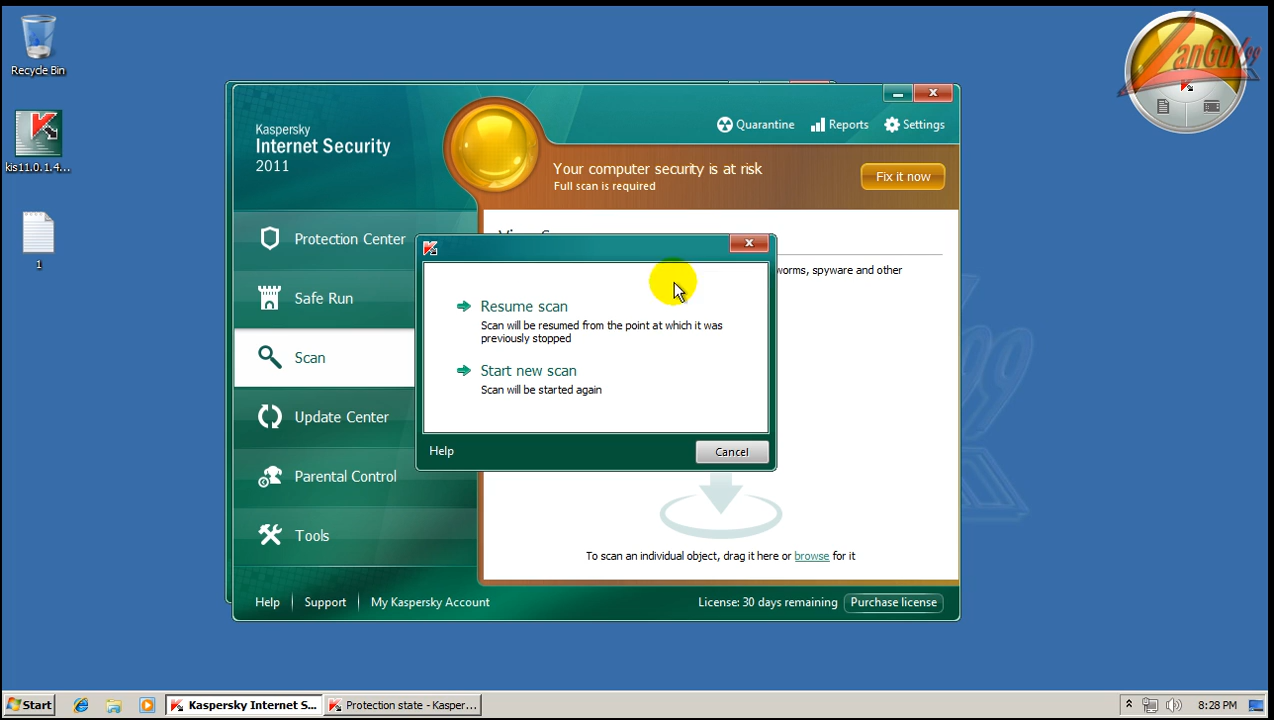 Recycle Bin
kis11.0.1.4...
1
Kaspersky
Internet Security
2011
Quarantine
Reports
Settings
Your computer security is at risk
Full scan is required
Fix it now
Protection Center
Safe Run
Scan
Update Center
Parental Control
Tools
worms, spyware and other
Resume scan
Scan will be resumed from the point at which it was
previously stopped
Start new scan
Scan will be started again
Help
Cancel
To scan an individual object, drag it here or browse for it
Help
Support
My Kaspersky Account
License: 30 days remaining
Purchase license
Start
Kaspersky Internet S...
Protection state - Kasper...
8:28 PM